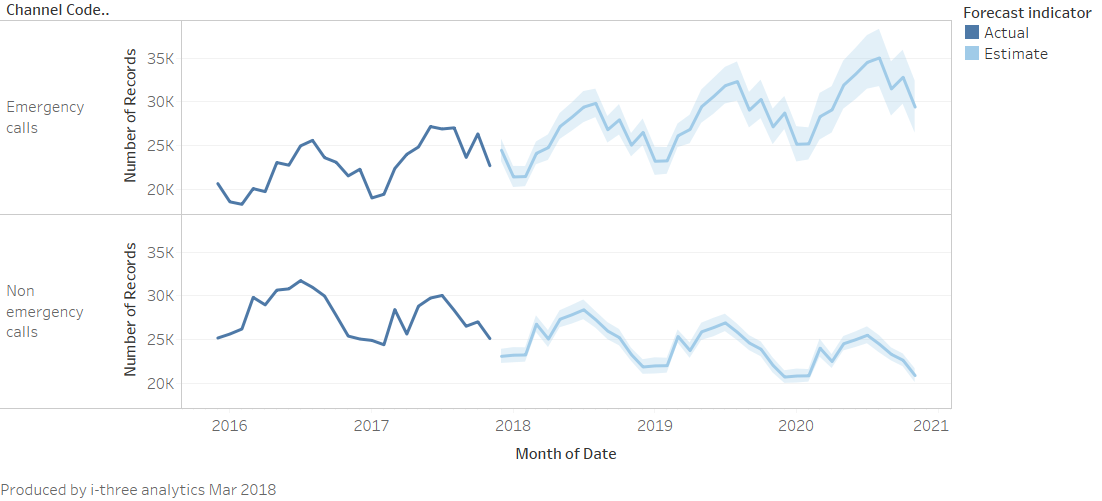 Channel Code..
Forecast indicator
Actual
Estimate
Emergency
calls
Number of Records
35K
30K
25K
20K
Non
emergency
calls
Number of Records
35K
30K
25K
20K
2016
2017
2018
2019
2020
2021
Month of Date
Produced by i-three analytics Mar 2018